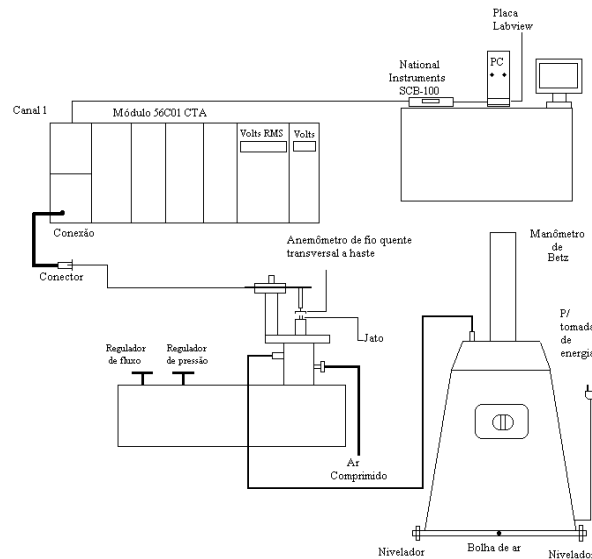 Placa
Labview
National
Instruments
SCB-100
PC
Canal 1
Módulo 56C01 CTA
Volts RMS
Volts
Conexão
Conector
Anemômetro de fio quente
transversal a haste
Manômetro
de
Betz
P/
tomada
de
energia
Jato
Regulador
de fluxo
Regulador
de pressão
Ar
Comprimido
Nivelador
Bolha de ar
Nivelador